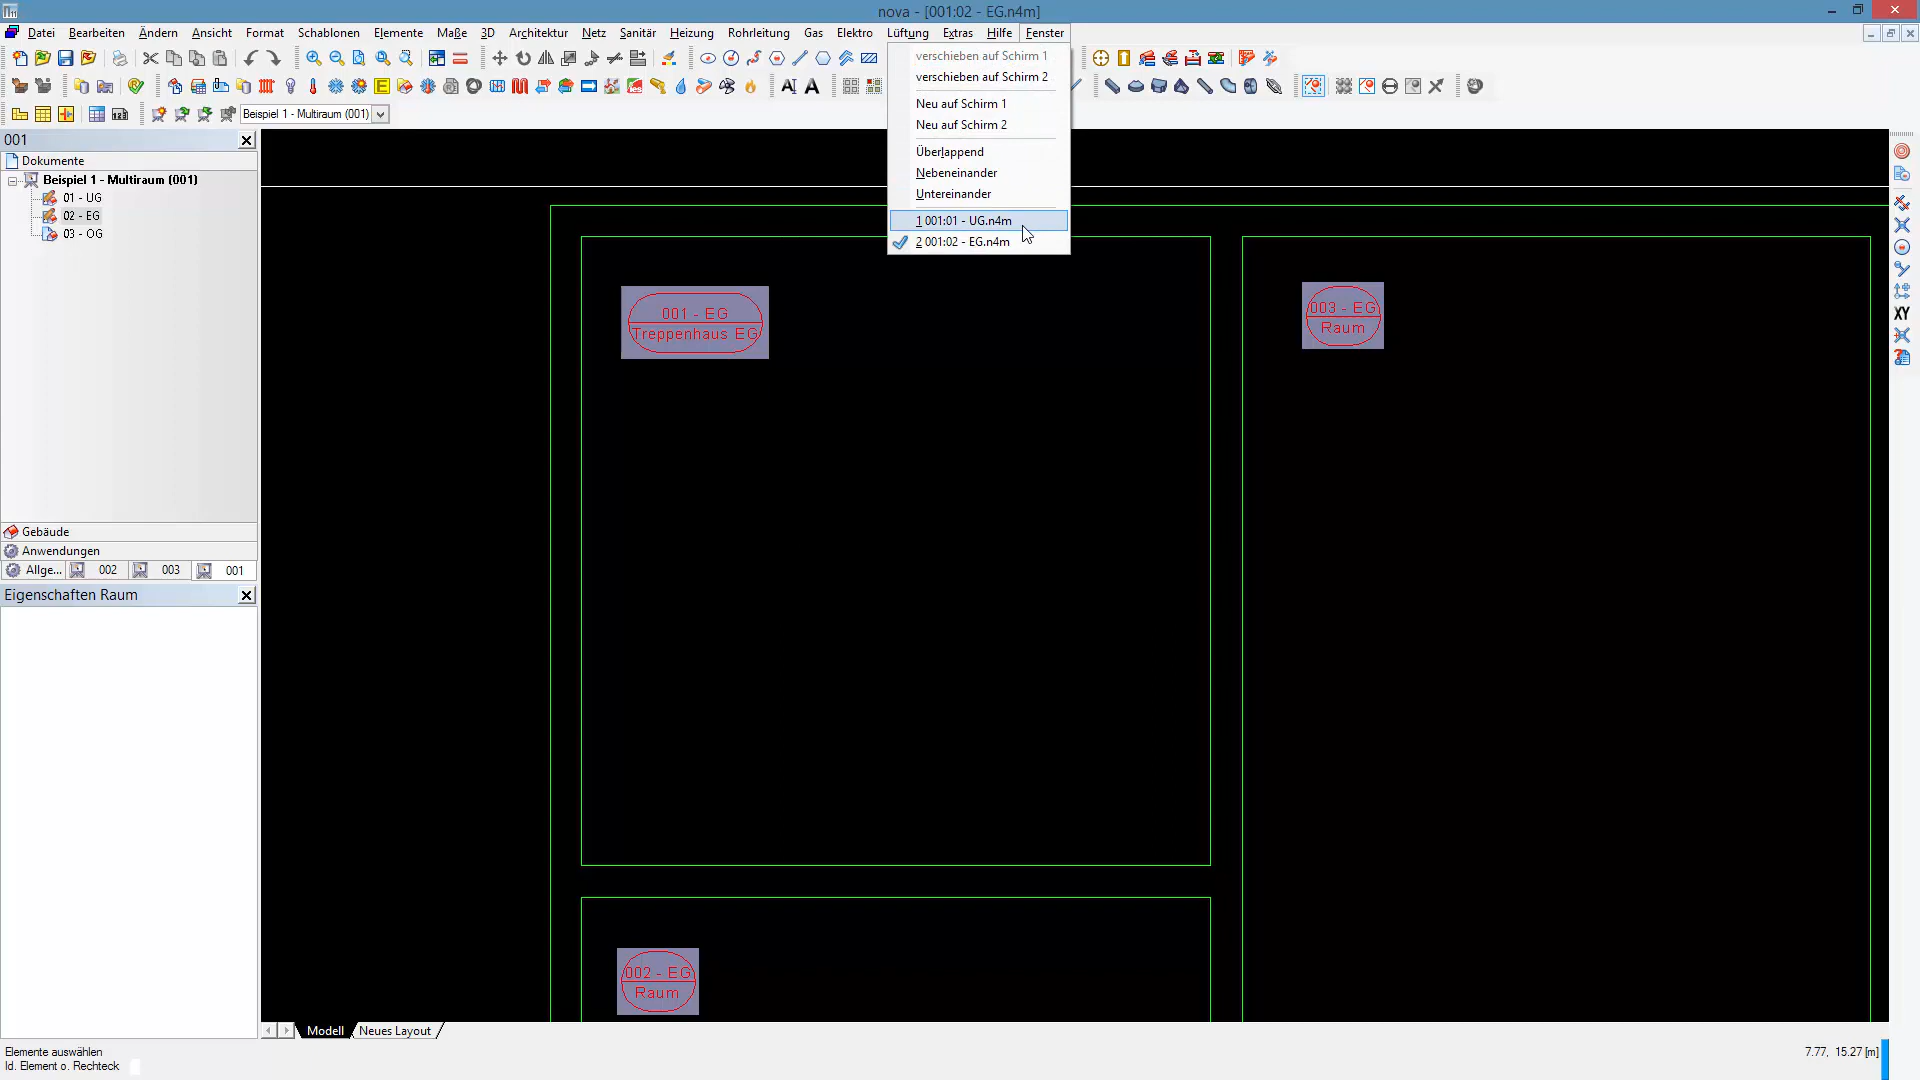 nova - [001:02 - EG.n4m]
Datei Bearbeiten Ändern Ansicht Format Schablonen Elemente Maße 3D Architektur Netz Sanitär Heizung Rohrleitung Gas Elektro Lüftung Extras Hilfe Fenster
verschieben auf Schirm 1
verschieben auf Schirm 2
Neu auf Schirm 1
Neu auf Schirm 2
Überlappend
Nebeneinander
Untereinander
1 001:01 - UG.n4m
2 001:02 - EG.n4m
Beispiel 1 - Multiraum (001)
001
Dokumente
Beispiel 1 - Multiraum (001)
01 - UG
02 - EG
03 - OG
Gebäude
Anwendungen
Allge... 002 003 001
Eigenschaften Raum
001 - EG
Treppenhaus EG
003 - EG
Raum
002 - EG
Raum
XY
Modell Neues Layout
Elemente auswählen
Id. Element o. Rechteck
7.77, 15.27 [m]